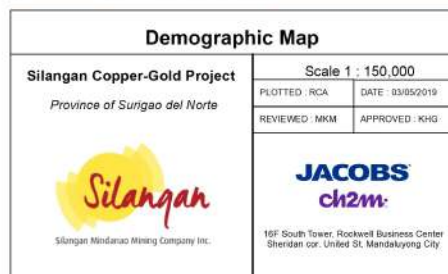 Demographic Map
Silangan Copper-Gold Project
Province of Surigao del Norte
Silangan
Silangan Mindanao Mining Company Inc.
Scale 1 : 150,000
PLOTTED : RCA
DATE : 03/05/2019
REVIEWED : MKM
APPROVED : KHG
JACOBS
ch2m
16F South Tower, Rockwell Business Center
Sheridan cor. United St, Mandaluyong City